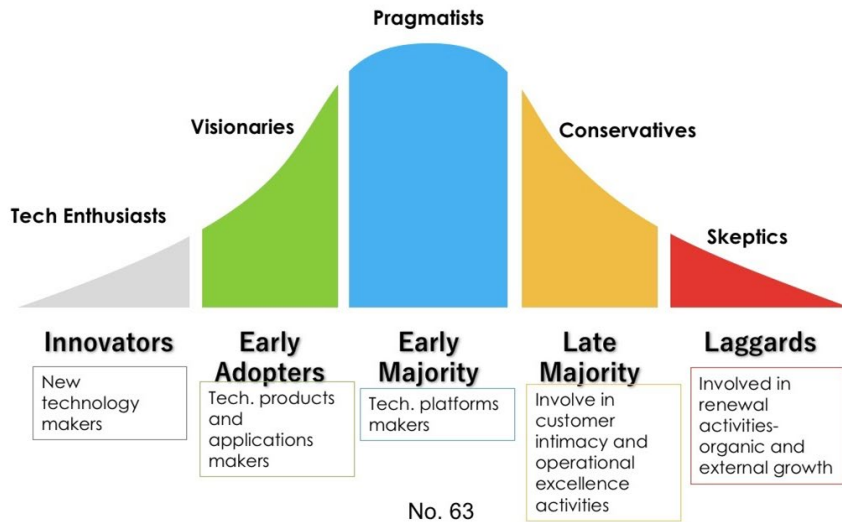 Pragmatists
Visionaries
Conservatives
Tech Enthusiasts
Skeptics
Innovators
New
technology
makers
Early
Adopters
Tech. products
and
applications
makers
Early
Majority
Tech. platforms
makers
Late
Majority
Involve in
customer
intimacy and
operational
excellence
activities
Laggards
Involved in
renewal
activities-
organic and
external growth
No. 63